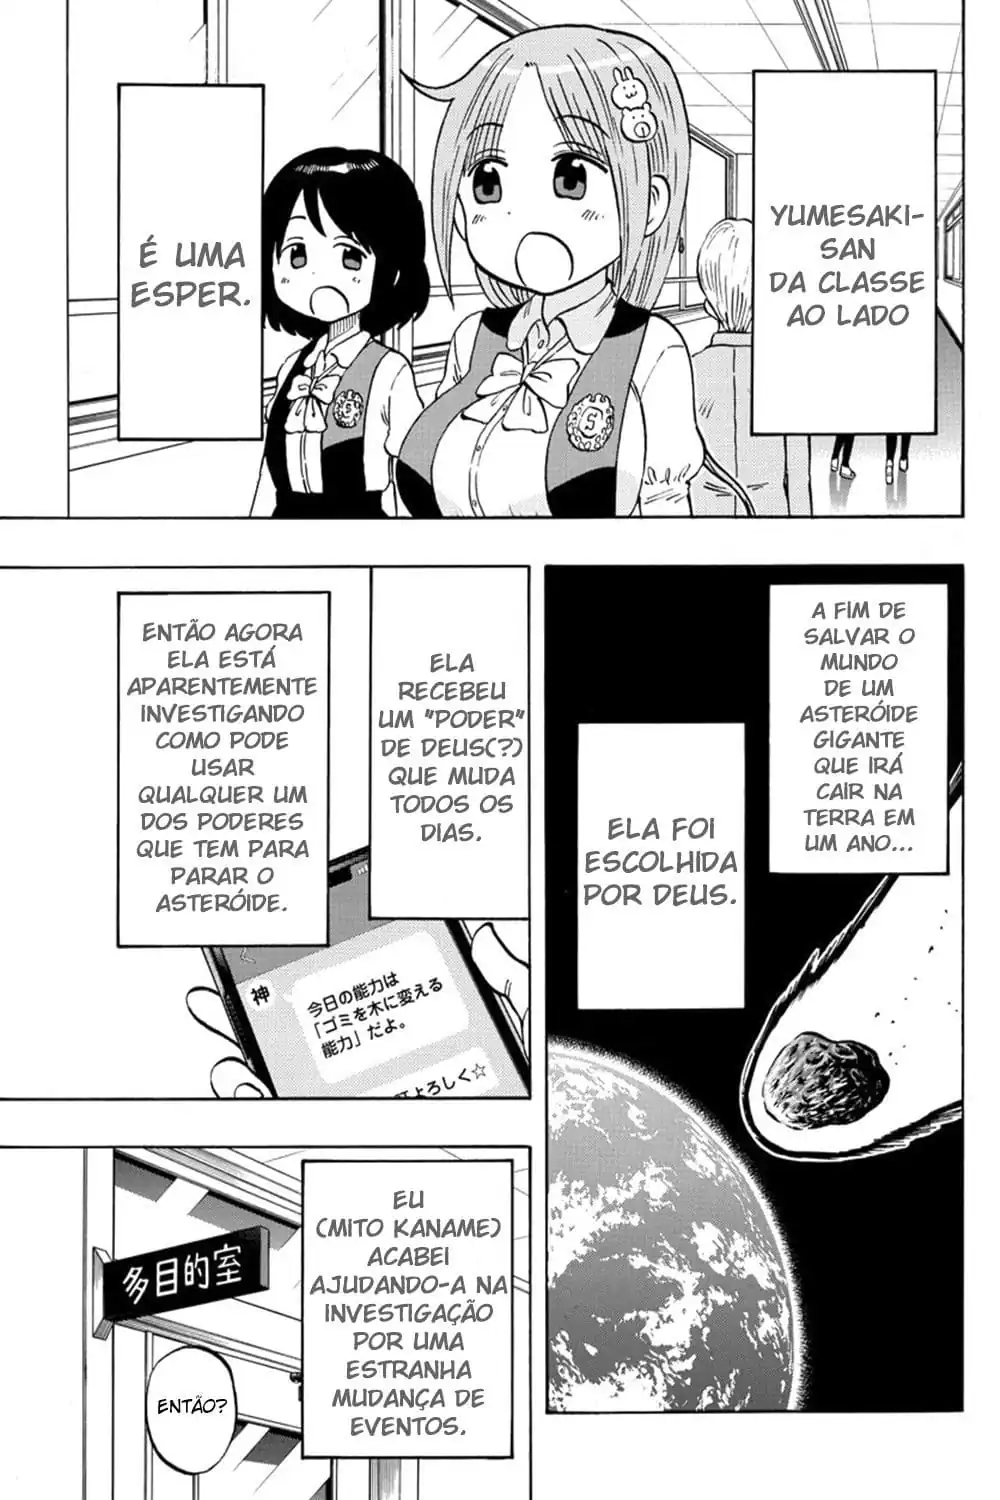 YUMESAKI-
SAN
DA CLASSE
AO LADO
É UMA
ESPER.
A FIM DE
SALVAR O
MUNDO
DE UM
ASTERÓIDE
GIGANTE
QUE IRÁ
CAIR NA
TERRA EM
UM ANO...
ELA FOI
ESCOLHIDA
POR DEUS.
ELA
RECEBEU
UM "PODER"
DE DEUS(?)
QUE MUDA
TODOS OS
DIAS.
ENTÃO AGORA
ELA ESTÁ
APARENTEMENTE
INVESTIGANDO
COMO PODE
USAR
QUALQUER UM
DOS PODERES
QUE TEM PARA
PARAR O
ASTERÓIDE.
神
今日の能力は
「ゴミを木に変える
能力」だよ。
よろしく☆
EU
(MITO KANAME)
ACABEI
AJUDANDO-A NA
INVESTIGAÇÃO
POR UMA
ESTRANHA
MUDANÇA DE
EVENTOS.
多目的室
ENTÃO?